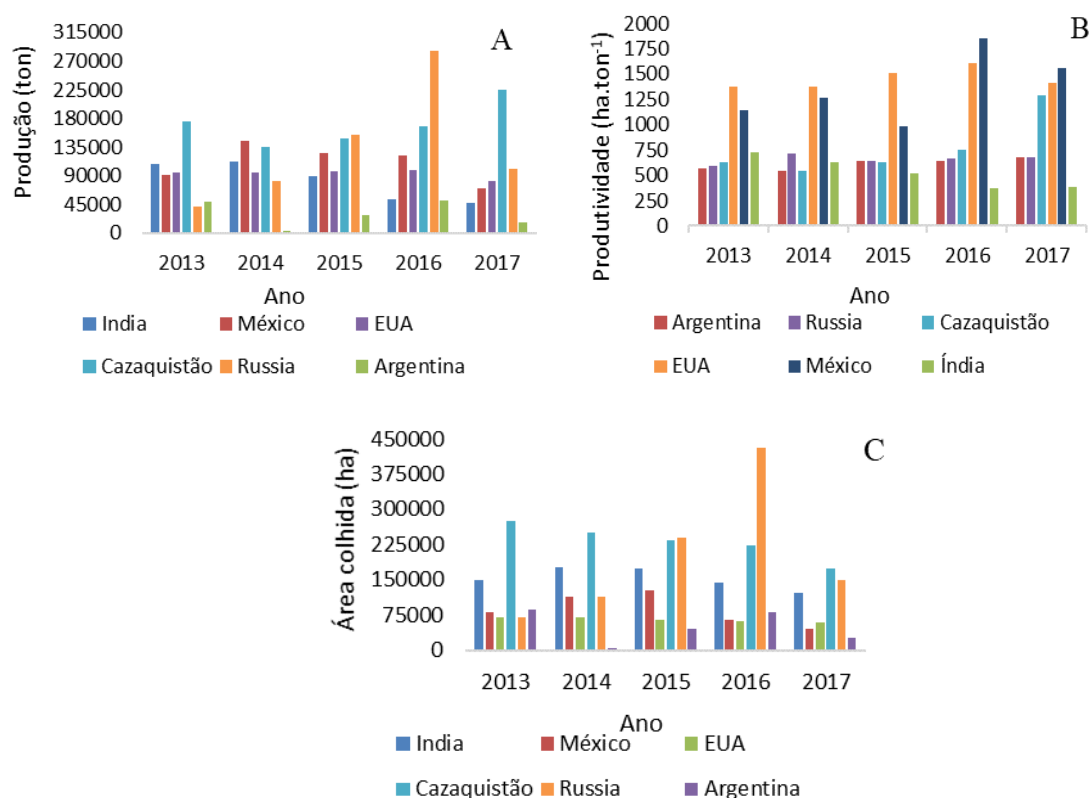 A
Produção (ton)
315000
270000
225000
180000
135000
90000
45000
0
2013 2014 2015 2016 2017
Ano
India México EUA
Cazaquistão Russia Argentina
B
Produtividade (ha.ton⁻¹)
2000
1750
1500
1250
1000
750
500
250
0
2013 2014 2015 2016 2017
Ano
Argentina Russia Cazaquistão
EUA México Índia
C
Área colhida (ha)
450000
375000
300000
225000
150000
75000
0
2013 2014 2015 2016 2017
Ano
India México EUA
Cazaquistão Russia Argentina